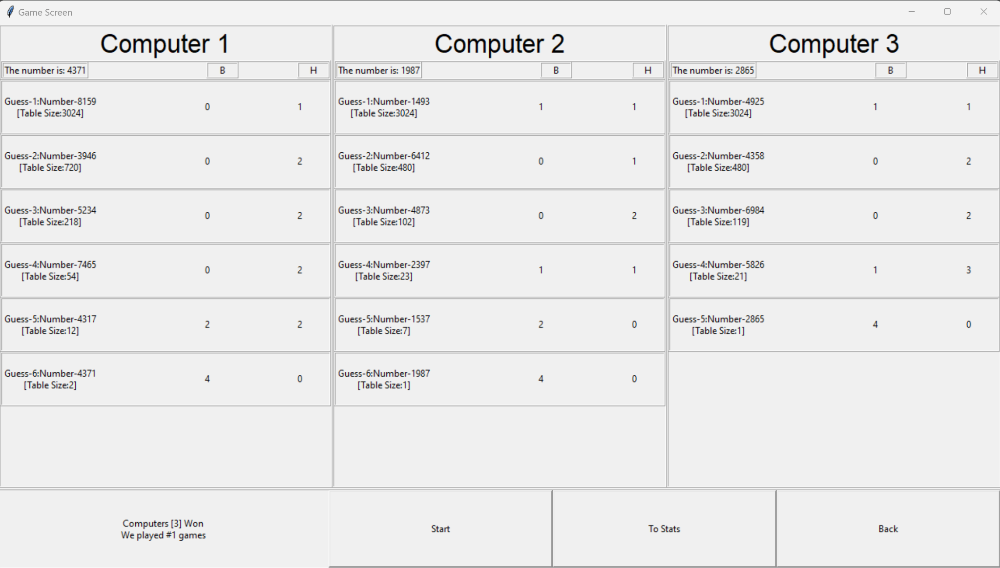 Game Screen
Computer 1
The number is: 4371
B
H
Guess-1:Number-8159
[Table Size:3024]
0
1
Guess-2:Number-3946
[Table Size:720]
0
2
Guess-3:Number-5234
[Table Size:218]
0
2
Guess-4:Number-7465
[Table Size:54]
0
2
Guess-5:Number-4317
[Table Size:12]
2
2
Guess-6:Number-4371
[Table Size:2]
4
0
Computer 2
The number is: 1987
B
H
Guess-1:Number-1493
[Table Size:3024]
1
1
Guess-2:Number-6412
[Table Size:480]
0
1
Guess-3:Number-4873
[Table Size:102]
0
2
Guess-4:Number-2397
[Table Size:23]
1
1
Guess-5:Number-1537
[Table Size:7]
2
0
Guess-6:Number-1987
[Table Size:1]
4
0
Computer 3
The number is: 2865
B
H
Guess-1:Number-4925
[Table Size:3024]
1
1
Guess-2:Number-4358
[Table Size:480]
0
2
Guess-3:Number-6984
[Table Size:119]
0
2
Guess-4:Number-5826
[Table Size:21]
1
3
Guess-5:Number-2865
[Table Size:1]
4
0
Computers [3] Won
We played #1 games
Start
To Stats
Back